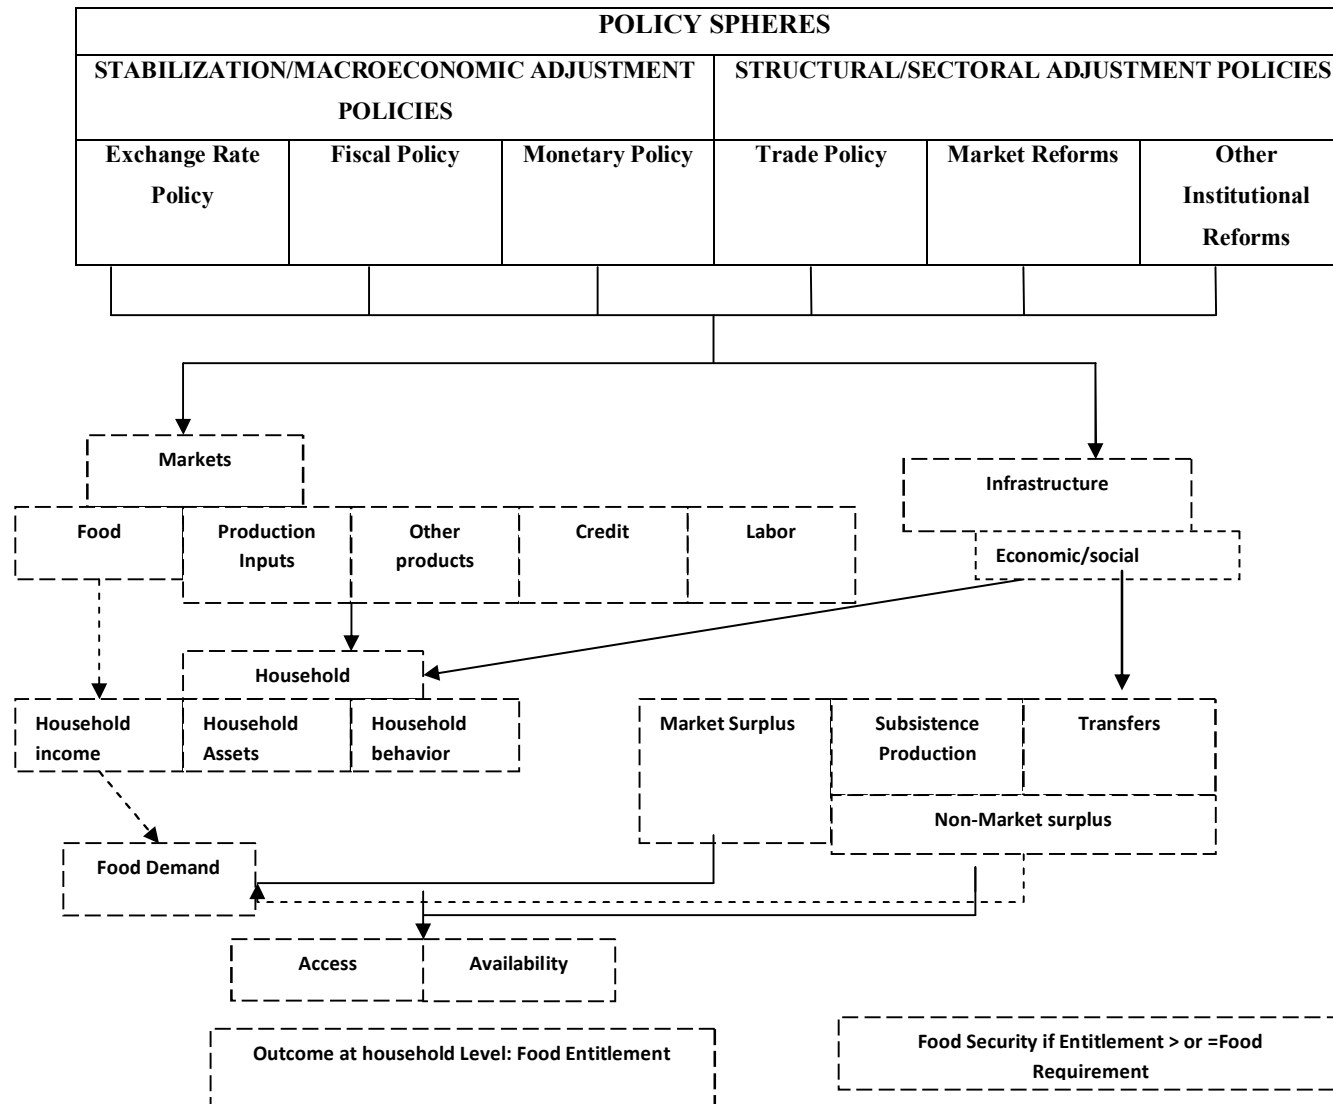 POLICY SPHERES
STABILIZATION/MACROECONOMIC ADJUSTMENT
POLICIES
STRUCTURAL/SECTORAL ADJUSTMENT POLICIES
Exchange Rate
Policy
Fiscal Policy
Monetary Policy
Trade Policy
Market Reforms
Other
Institutional
Reforms
Markets
Infrastructure
Food
Production
Inputs
Other
products
Credit
Labor
Economic/social
Household
Household
income
Household
Assets
Household
behavior
Market Surplus
Subsistence
Production
Transfers
Non-Market surplus
Food Demand
Access
Availability
Outcome at household Level: Food Entitlement
Food Security if Entitlement > or =Food
Requirement